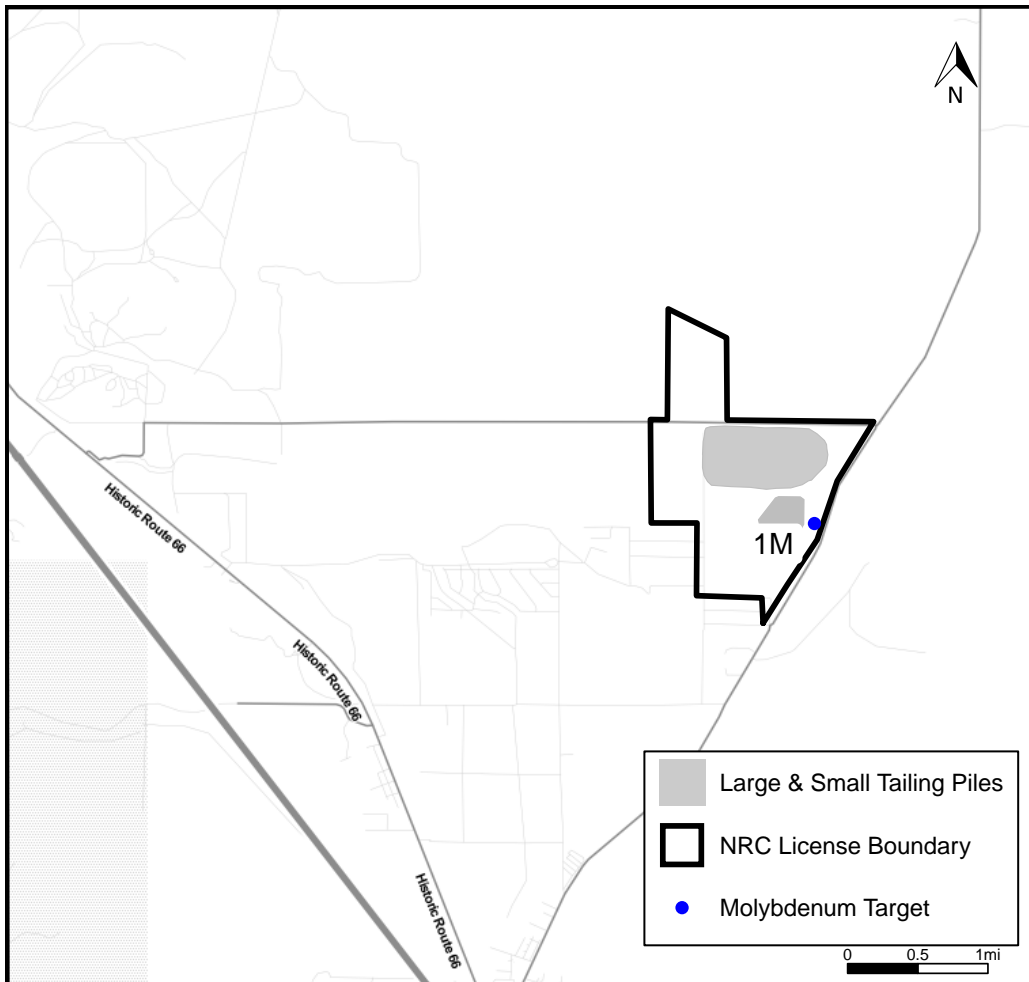 N
1M
Historic Route 66
Historic Route 66
Historic Route 66
Large & Small Tailing Piles
NRC License Boundary
Molybdenum Target
0 0.5 1mi